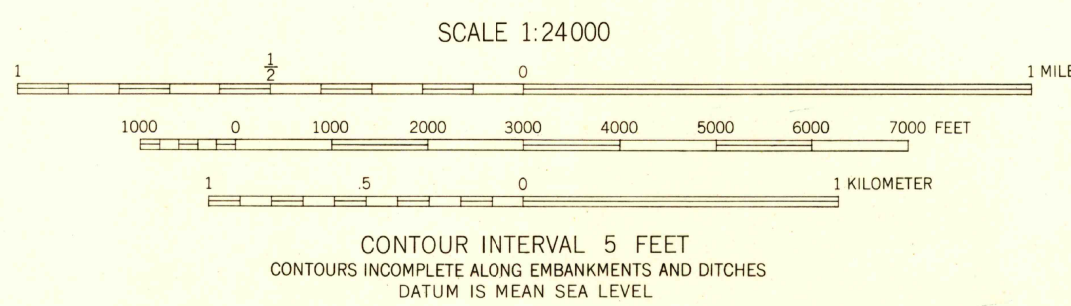 SCALE 1:24000
1 1/2 0 1 MILE
1000 0 1000 2000 3000 4000 5000 6000 7000 FEET
1 .5 0 1 KILOMETER
CONTOUR INTERVAL 5 FEET
CONTOURS INCOMPLETE ALONG EMBANKMENTS AND DITCHES
DATUM IS MEAN SEA LEVEL